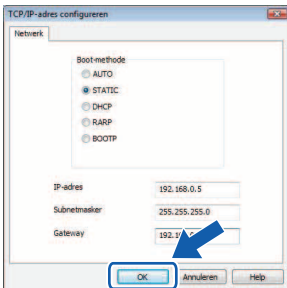 TCP/IP-adres configureren
Netwerk
Boot-methode
AUTO
STATIC
DHCP
RARP
BOOTP
IP-adres 192.168.0.5
Subnetmasker 255.255.255.0
Gateway
OK Annuleren Help